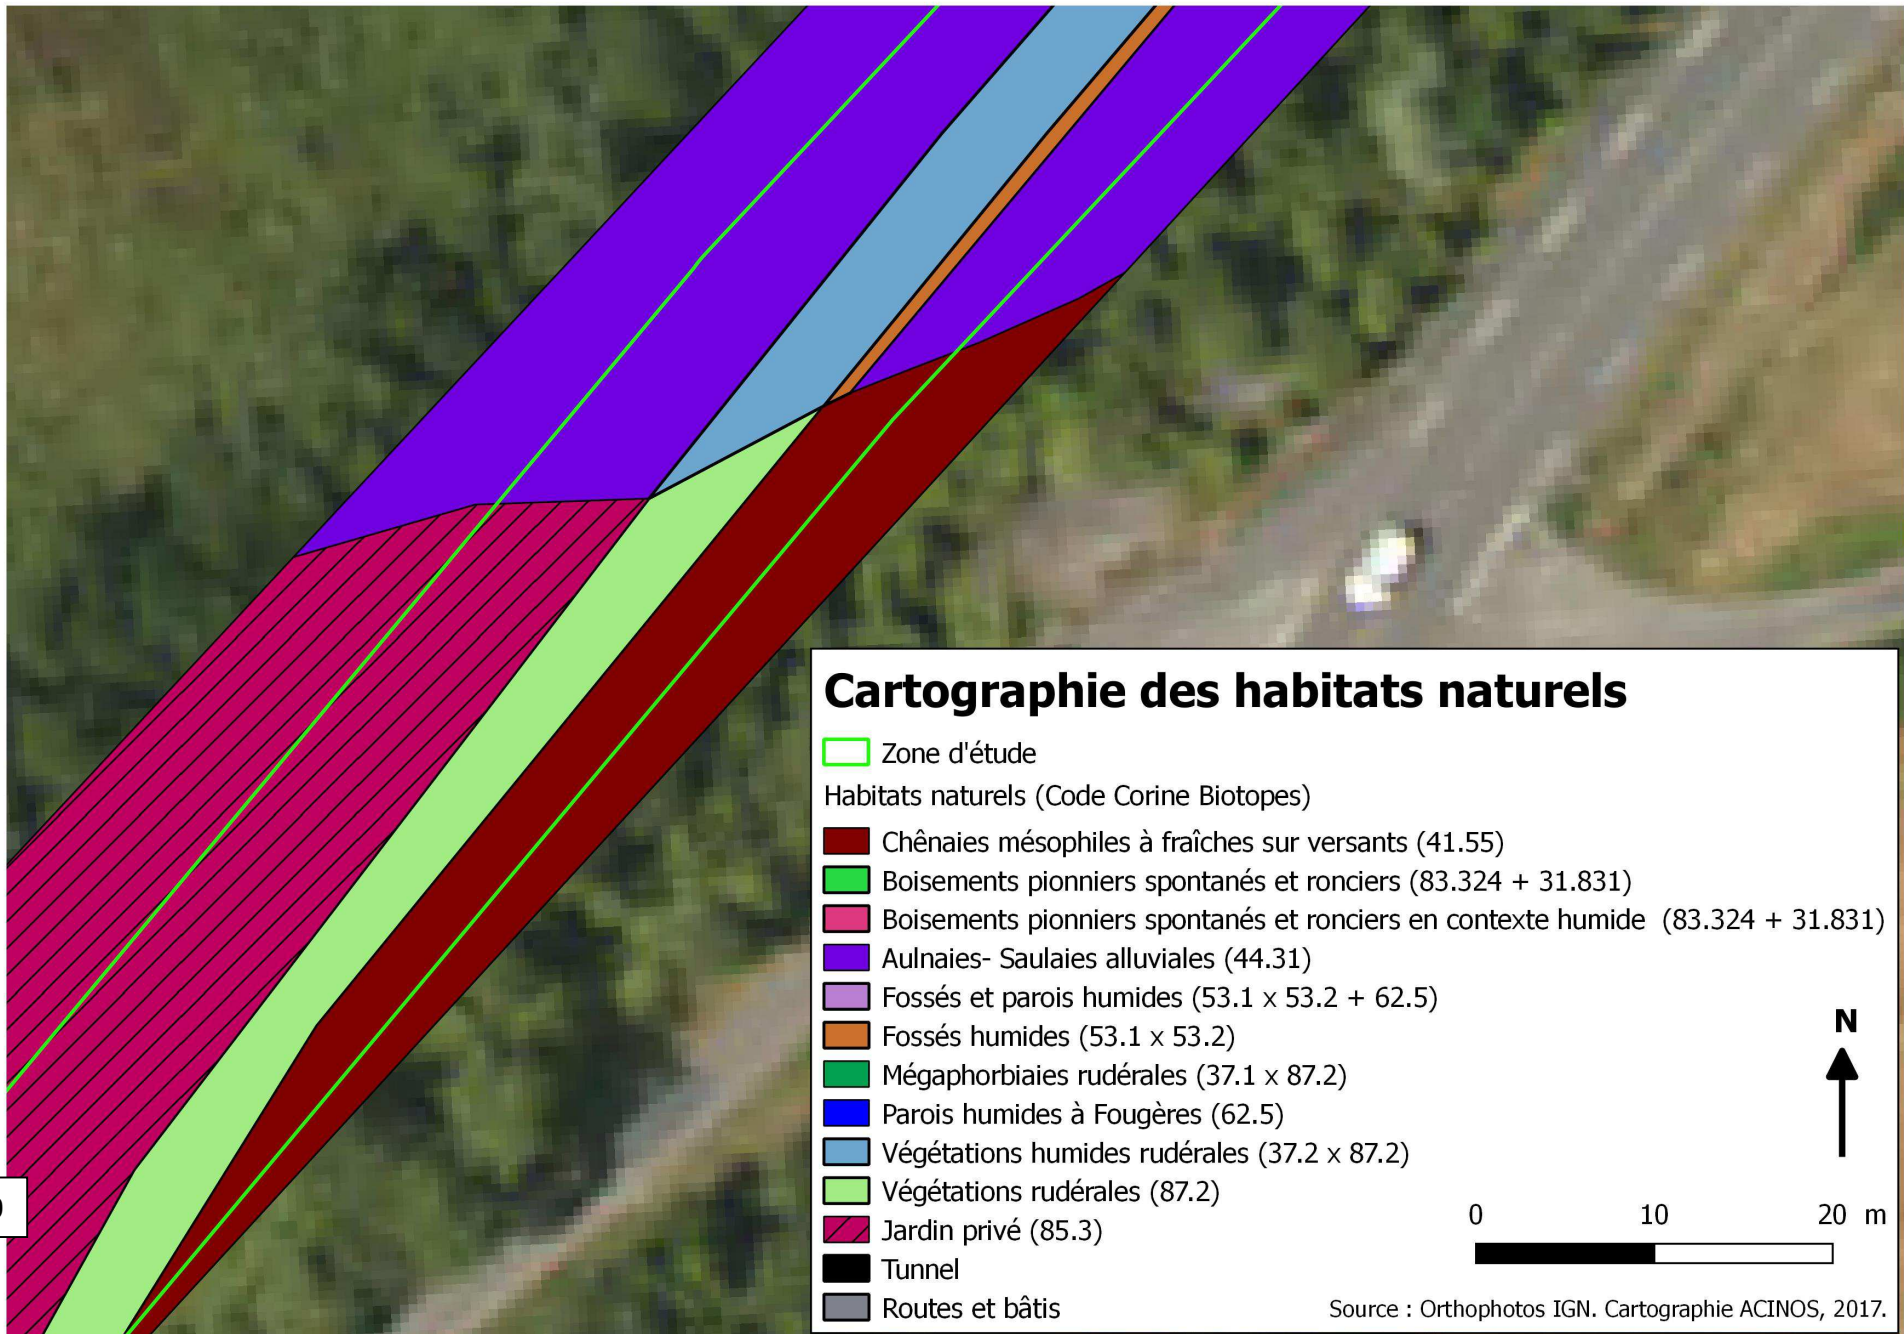 Cartographie des habitats naturels
Zone d'étude
Habitats naturels (Code Corine Biotopes)
Chênaies mésophiles à fraîches sur versants (41.55)
Boisements pionniers spontanés et ronciers (83.324 + 31.831)
Boisements pionniers spontanés et ronciers en contexte humide (83.324 + 31.831)
Aulnaies- Saulaies alluviales (44.31)
Fossés et parois humides (53.1 x 53.2 + 62.5)
Fossés humides (53.1 x 53.2)
Mégaphorbiaies rudérales (37.1 x 87.2)
Parois humides à Fougères (62.5)
Végétations humides rudérales (37.2 x 87.2)
Végétations rudérales (87.2)
Jardin privé (85.3)
Tunnel
Routes et bâtis
N
0 10 20 m
Source : Orthophotos IGN. Cartographie ACINOS, 2017.